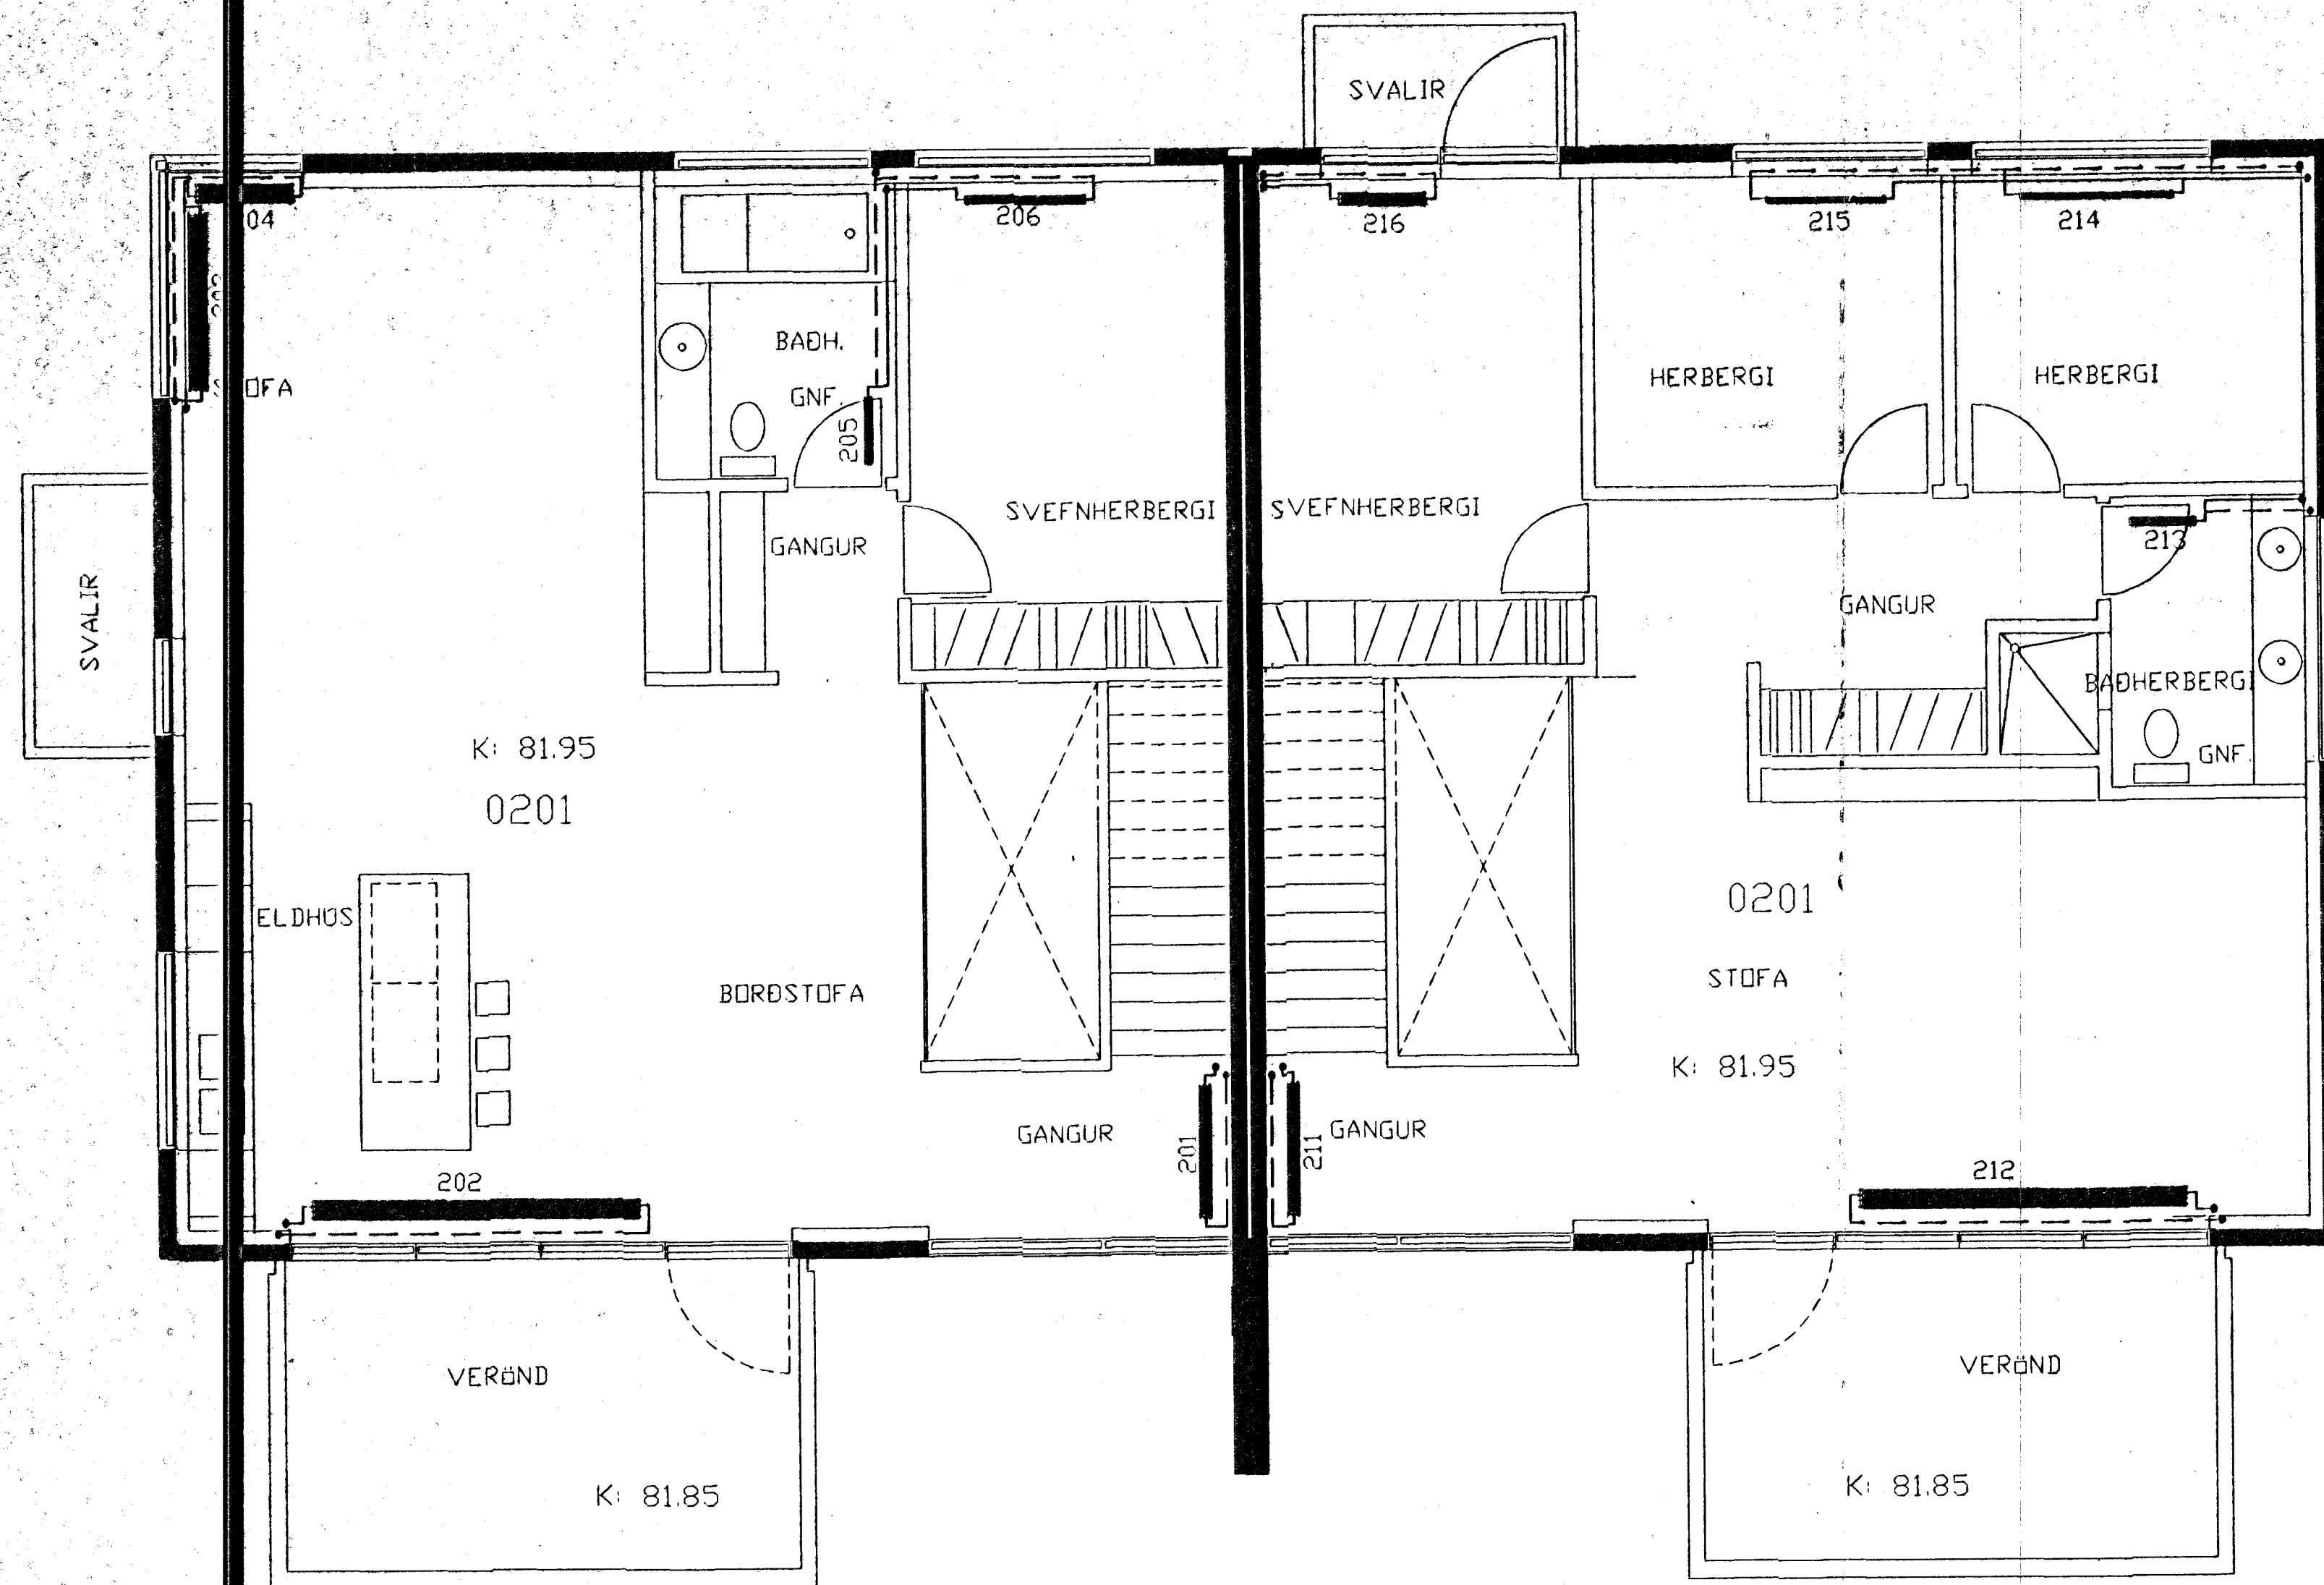 SVALIR
04
206
216
215
214
BAÐH.
GNF.
205
OFA
HERBERGI
HERBERGI
SVEFNHERBERGI
SVEFNHERBERGI
GANGUR
213
SVALIR
GANGUR
BAÐHERBERGI
GNF.
K: 81.95
0201
0201
ELDHÚS
BORÐSTOFA
STOFA
K: 81.95
GANGUR
201
211
GANGUR
202
212
VERÖND
VERÖND
K: 81.85
K: 81.85